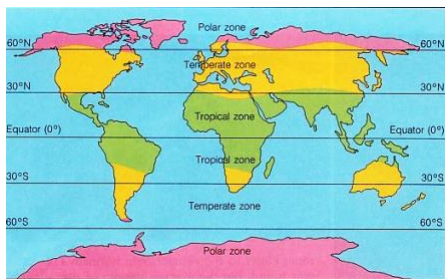 Polar zone
60°N 60°N
Temperate zone
30°N 30°N
Tropical zone
Equator (0°) Equator (0°)
Tropical zone
30°S 30°S
Temperate zone
60°S 60°S
Polar zone